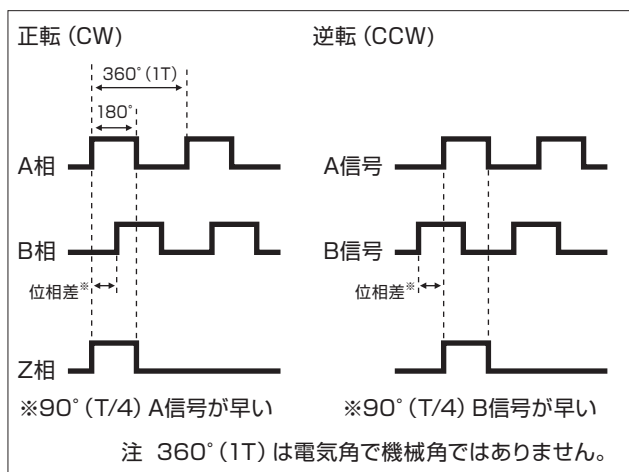 正転 (CW)
逆転 (CCW)
360°(1T)
180°
A相
A信号
B相
B信号
位相差※
位相差※
Z相
※90°(T/4) A信号が早い
※90°(T/4) B信号が早い
注 360°(1T) は電気角で機械角ではありません。